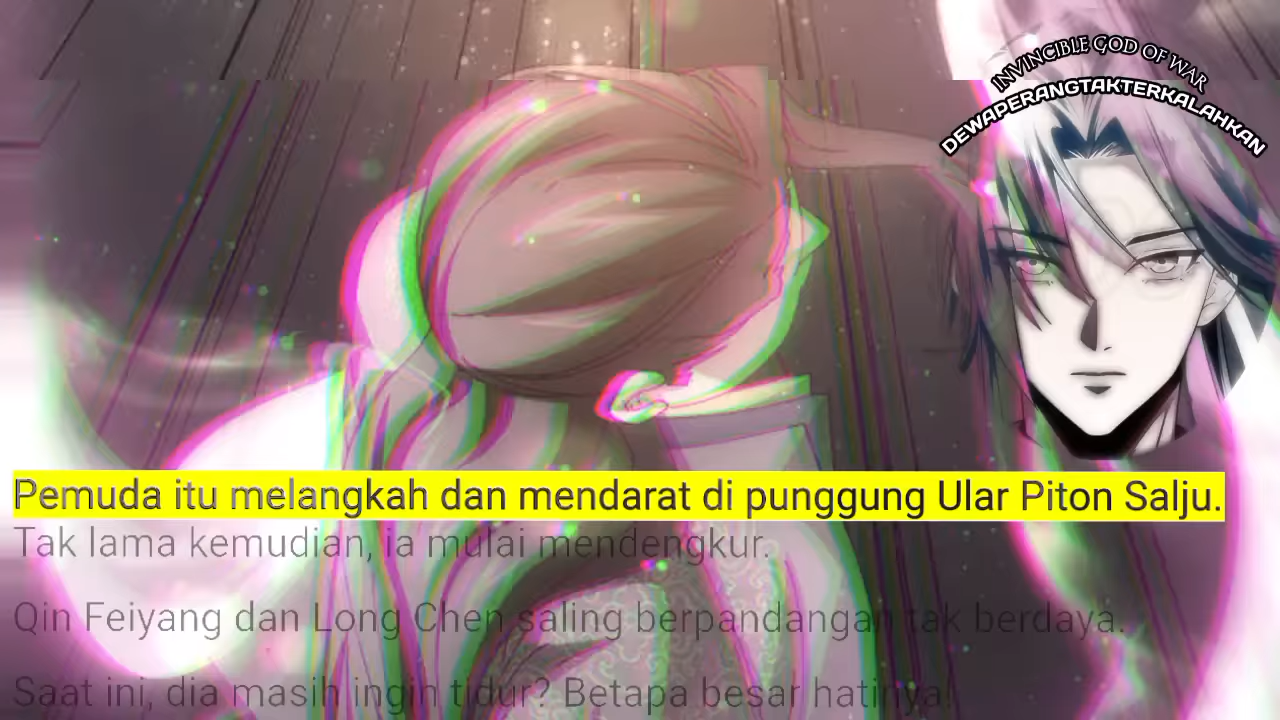 INVINCIBLE GOD OF WAR
DEWAPERANGTAKTERKALAHKAN
Pemuda itu melangkah dan mendarat di punggung Ular Piton Salju.
Tak lama kemudian, ia mulai mendengkur.
Qin Feiyang dan Long Chen saling berpandangan tak berdaya.
Saat ini, dia masih ingin tidur? Betapa besar hatinya!